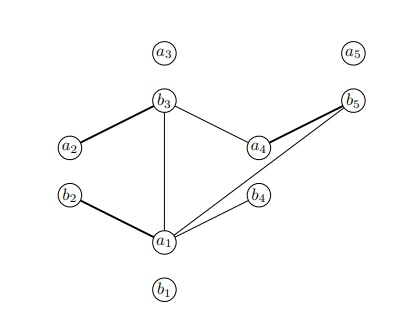 a₃ a₅
b₃ b₅
a₂ a₄
b₂ b₄
a₁
b₁